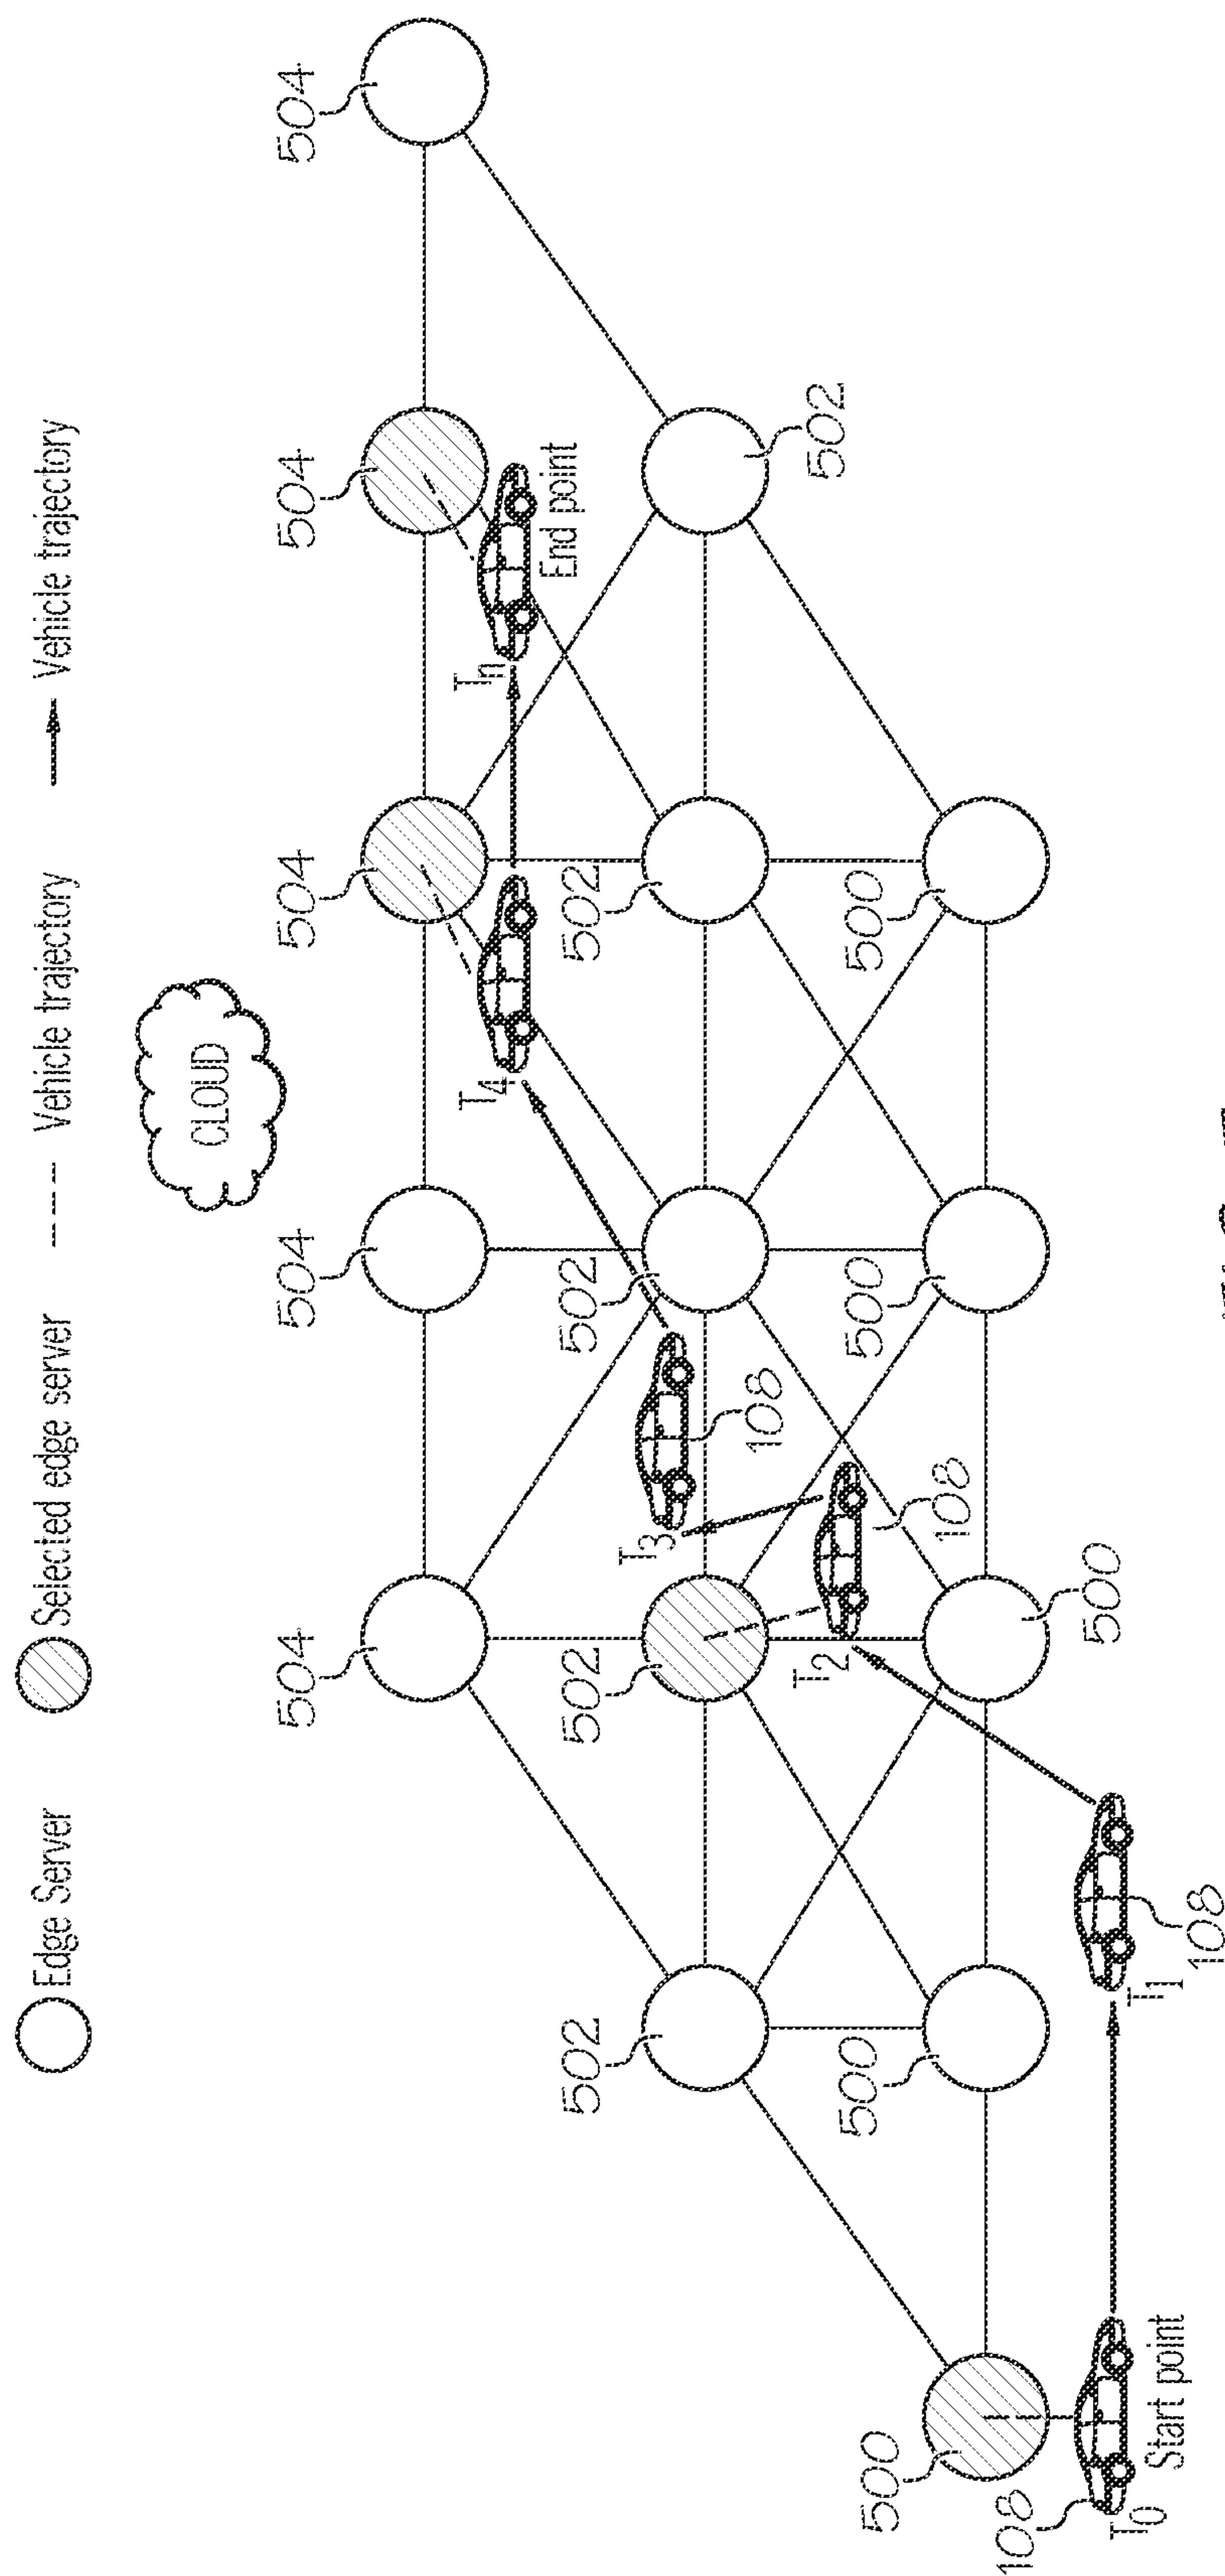 Edge Server
Selected edge server
Vehicle trajectory
Vehicle trajectory
CLOUD
504
504
504
504
504
T4
Tn
End point
502
502
502
502
T3
108
T2
502
500
500
500
500
108
108
500
T0
Start point
T1
108